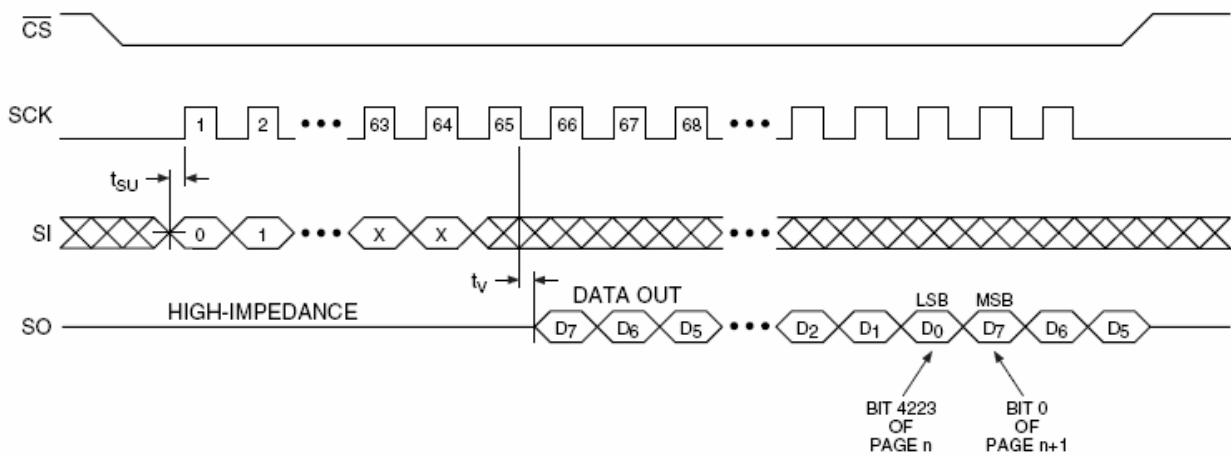 CS
SCK 1 2 ••• 63 64 65 66 67 68 •••
tSU
SI 0 1 ••• X X •••
tV
DATA OUT
HIGH-IMPEDANCE
LSB MSB
SO D7 D6 D5 ••• D2 D1 D0 D7 D6 D5
BIT 4223
OF
PAGE n
BIT 0
OF
PAGE n+1